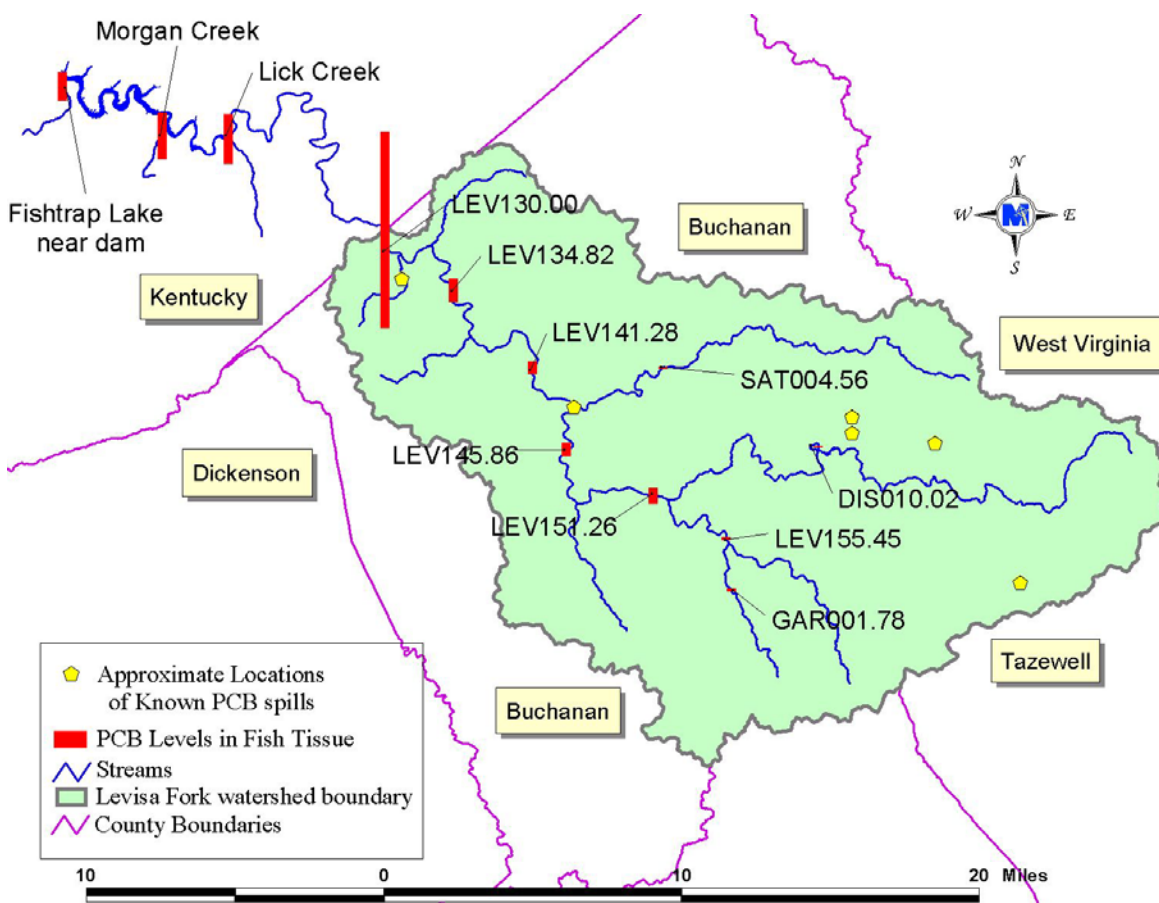 Morgan Creek
Lick Creek
Fishtrap Lake
near dam
LEV130.00
N
W
E
S
Buchanan
LEV134.82
Kentucky
West Virginia
LEV141.28
SAT004.56
LEV145.86
Dickenson
DIS010.02
LEV151.26
LEV155.45
GAR001.78
Tazewell
Buchanan
Approximate Locations
of Known PCB spills
PCB Levels in Fish Tissue
Streams
Levisa Fork watershed boundary
County Boundaries
10 0 10 20 Miles